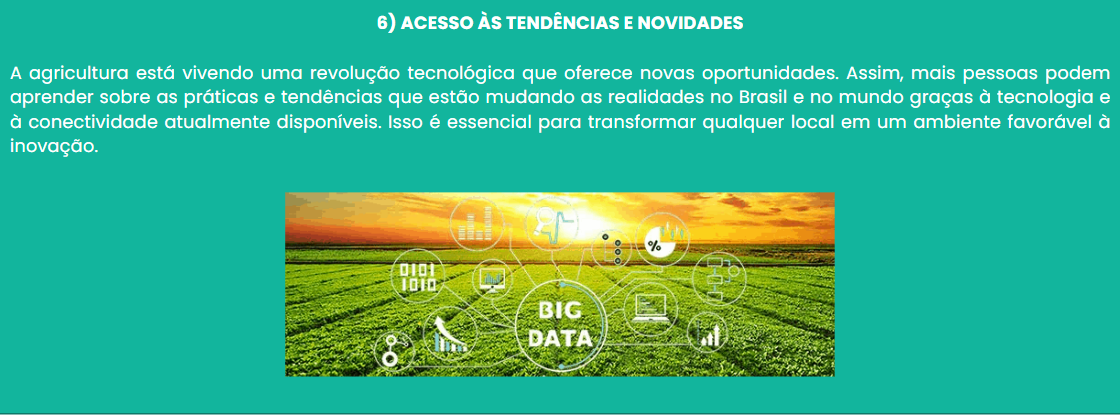 6) ACESSO ÀS TENDÊNCIAS E NOVIDADES
A agricultura está vivendo uma revolução tecnológica que oferece novas oportunidades. Assim, mais pessoas podem
aprender sobre as práticas e tendências que estão mudando as realidades no Brasil e no mundo graças à tecnologia e
à conectividade atualmente disponíveis. Isso é essencial para transformar qualquer local em um ambiente favorável à
inovação.
%
0101
1010
BIG
DATA